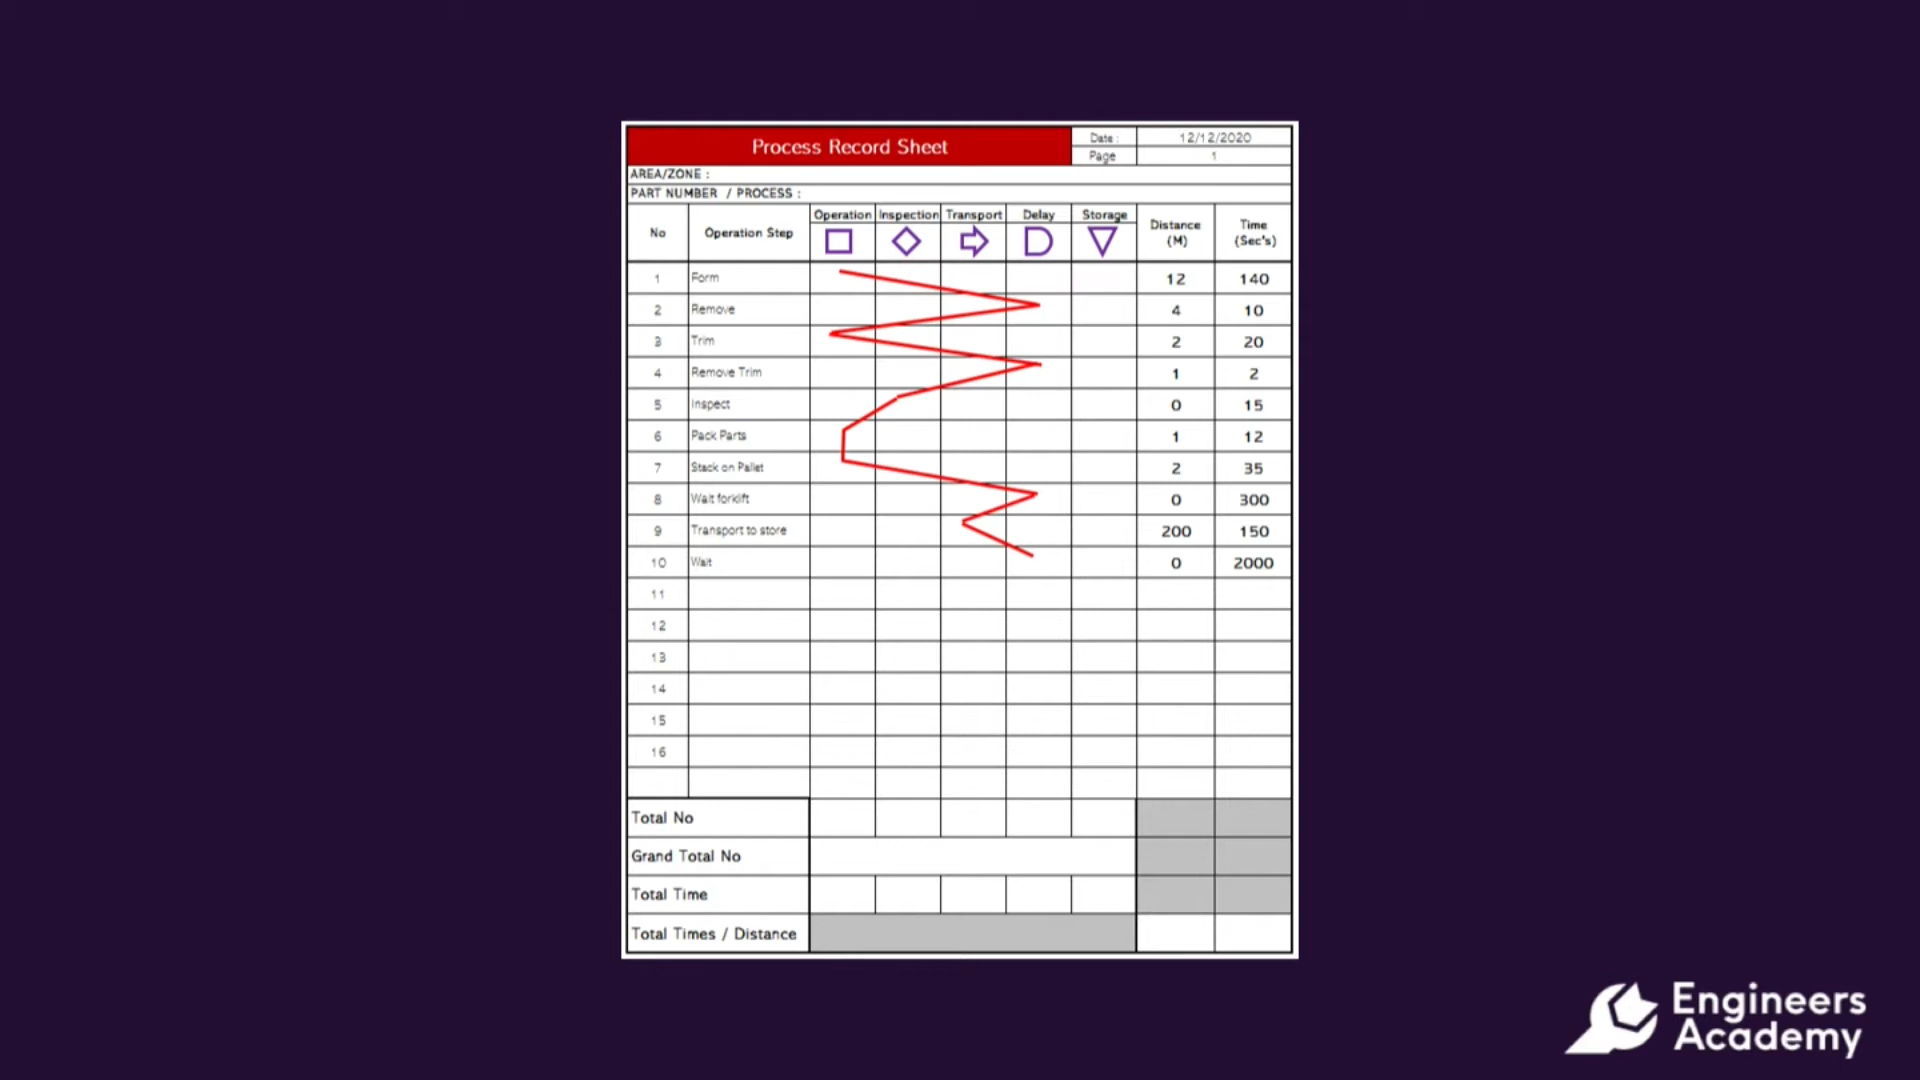 Process Record Sheet
Date :
12/12/2020
Page
1
AREA/ZONE :
PART NUMBER / PROCESS :
No
Operation Step
Operation
Inspection
Transport
Delay
Storage
Distance
(M)
Time
(Sec's)
1 Form 12 140
2 Remove 4 10
3 Trim 2 20
4 Remove Trim 1 2
5 Inspect 0 15
6 Pack Parts 1 12
7 Stack on Pallet 2 35
8 Wait forklift 0 300
9 Transport to store 200 150
10 Wait 0 2000
11
12
13
14
15
16
Total No
Grand Total No
Total Time
Total Times / Distance
Engineers
Academy